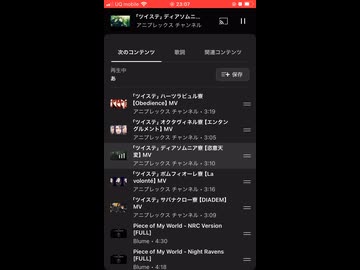 UQ mobile
23:07
「ツイステ」ディアソムニ...
アニプレックス チャンネル
次のコンテンツ
歌詞
関連コンテンツ
再生中
あ
保存
「ツイステ」ハーツラビュル寮
【Obedience】MV
アニプレックス チャンネル・3:19
「ツイステ」オクタヴィネル寮【エンタン
グルメント】MV
アニプレックス チャンネル・3:05
「ツイステ」ディアソムニア寮【恋意天
変】MV
アニプレックス チャンネル・3:10
「ツイステ」ポムフィオーレ寮【La
volonté】MV
アニプレックス チャンネル・3:16
「ツイステ」サバナクロー寮【DIADEM】
MV
アニプレックス チャンネル・3:09
Piece of My World - NRC Version
[FULL]
Blume・4:30
Piece of My World - Night Ravens
[FULL]
Blume・4:18